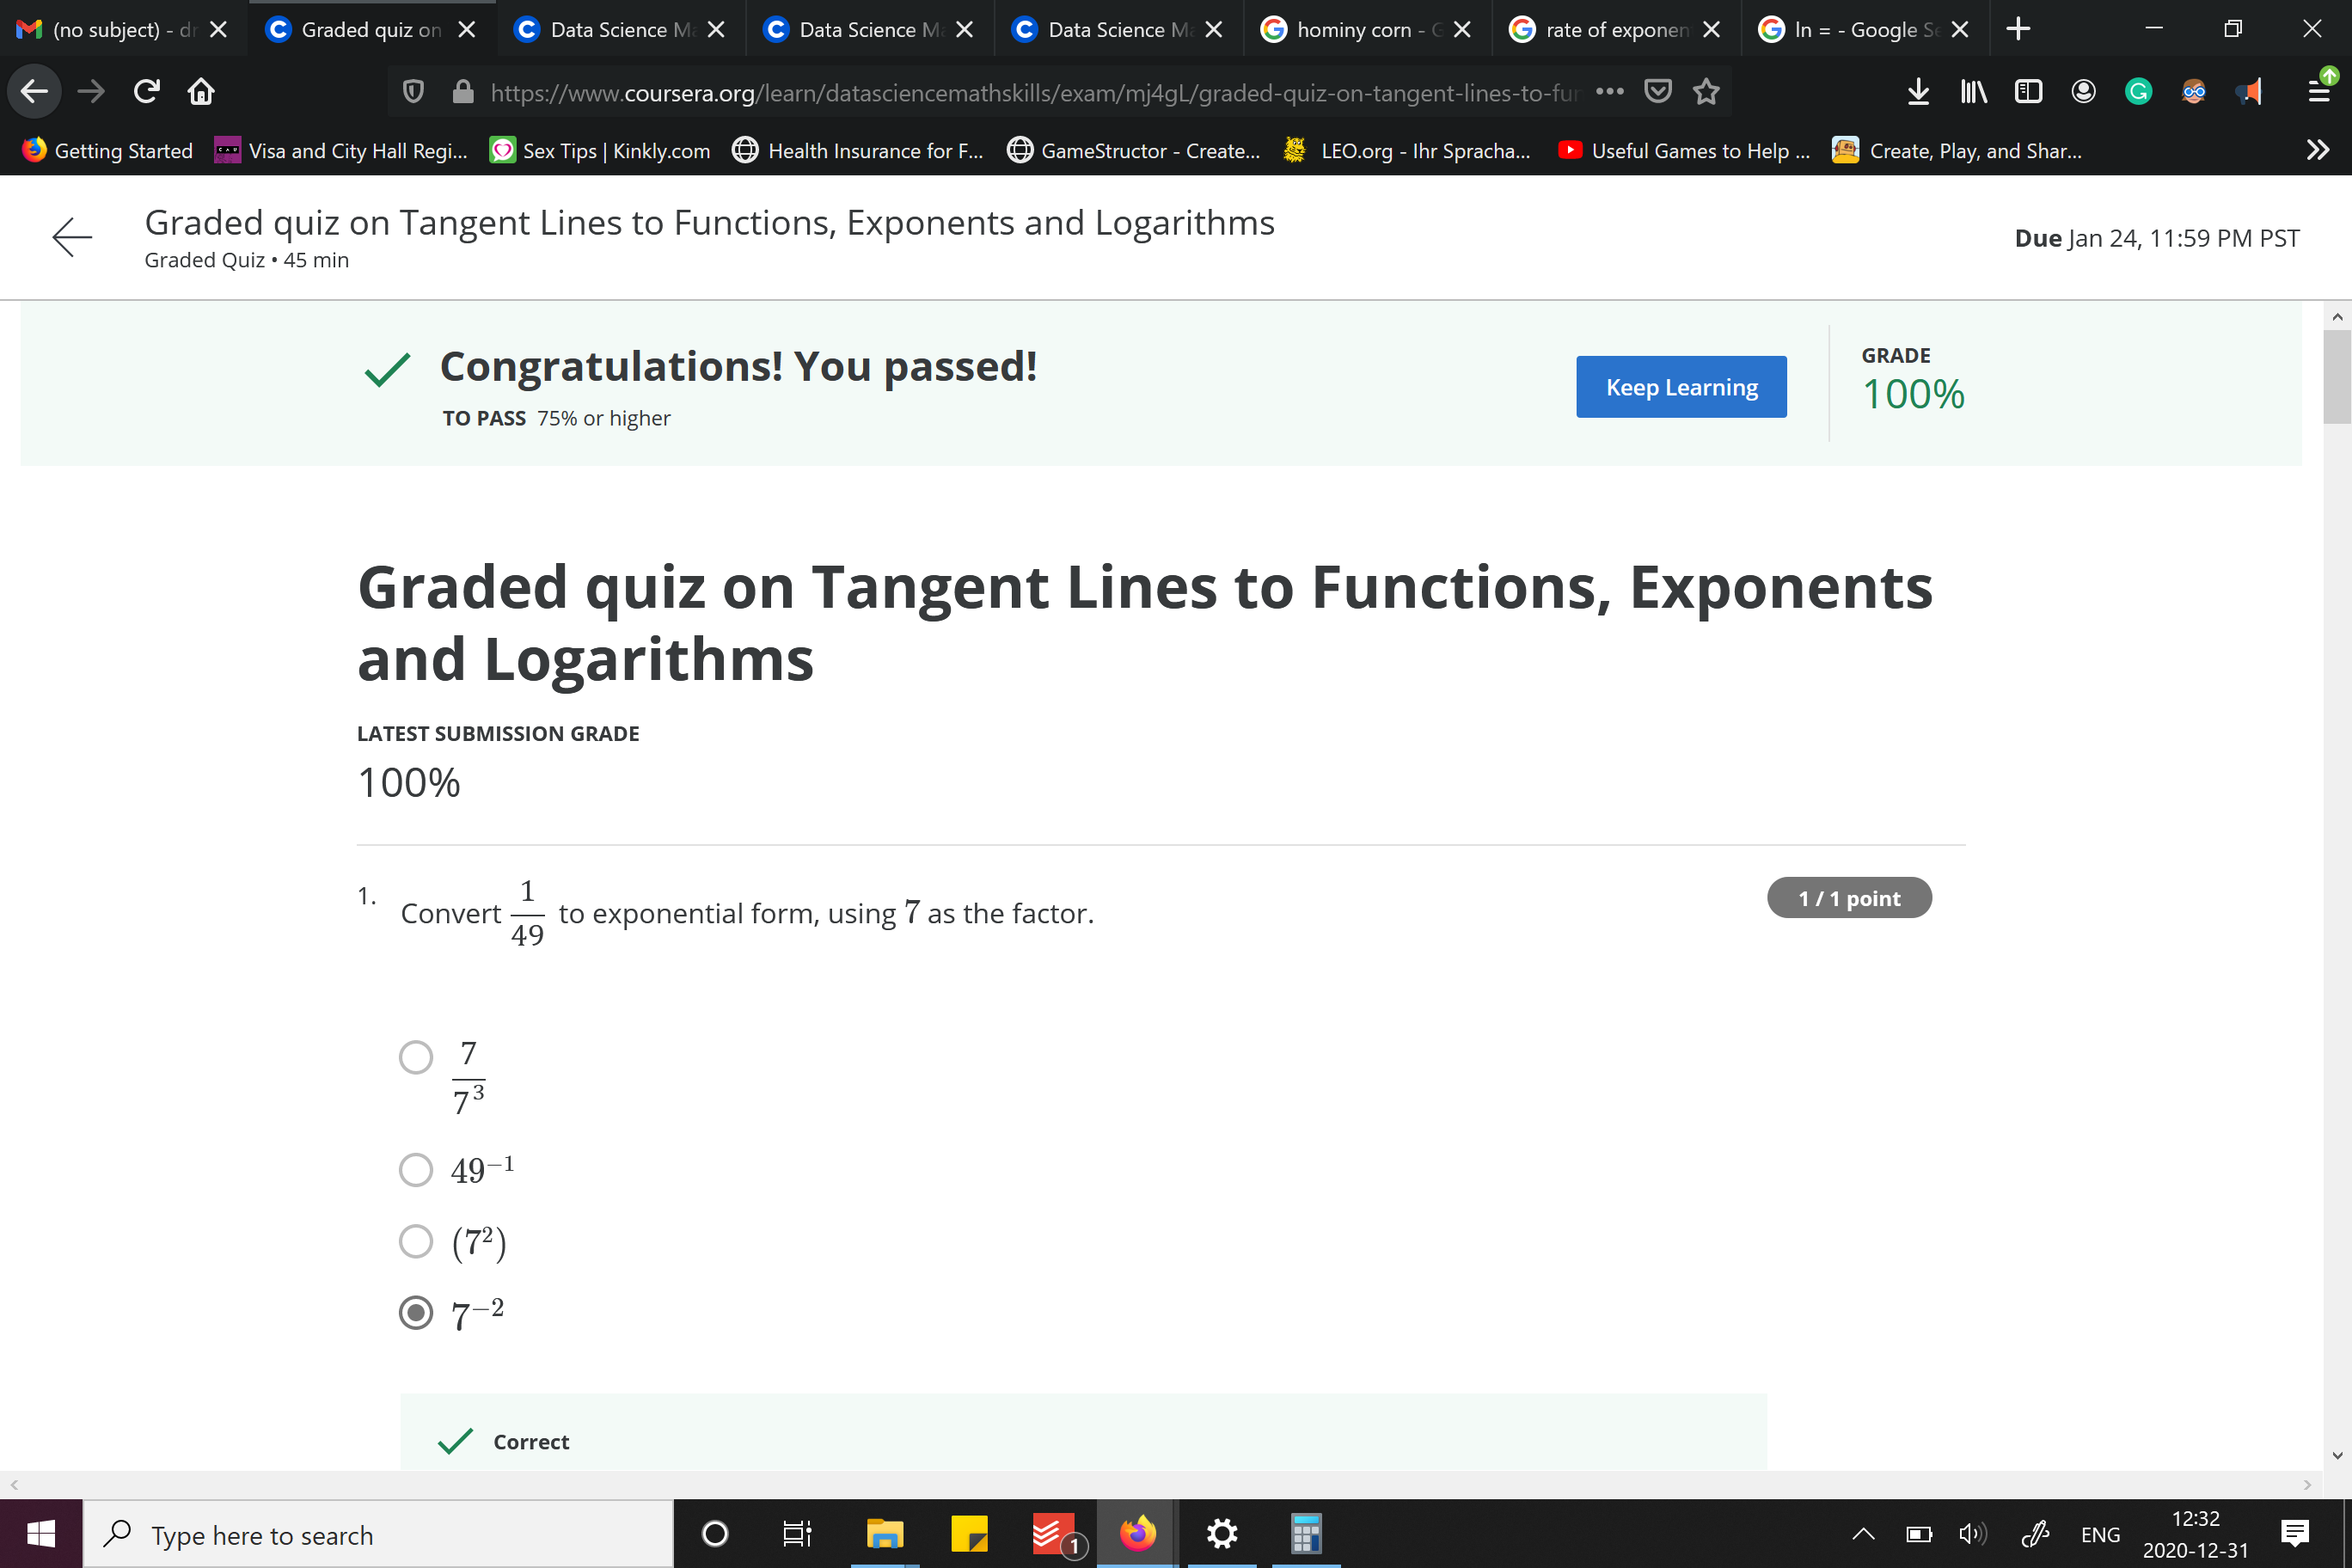 (no subject) - dr
Graded quiz on
Data Science Ma
Data Science Ma
Data Science Ma
hominy corn - G
rate of exponen
ln = - Google Se
https://www.coursera.org/learn/datasciencemathskills/exam/mj4gL/graded-quiz-on-tangent-lines-to-fun
Getting Started
Visa and City Hall Regi...
Sex Tips | Kinkly.com
Health Insurance for F...
GameStructor - Create...
LEO.org - Ihr Spracha...
Useful Games to Help ...
Create, Play, and Shar...
Graded quiz on Tangent Lines to Functions, Exponents and Logarithms
Graded Quiz • 45 min
Due Jan 24, 11:59 PM PST
Congratulations! You passed!
TO PASS 75% or higher
Keep Learning
GRADE
100%
Graded quiz on Tangent Lines to Functions, Exponents
and Logarithms
LATEST SUBMISSION GRADE
100%
1. Convert 1/49 to exponential form, using 7 as the factor.
1 / 1 point
7/7³
49⁻¹
(7²)
7⁻²
Correct
Type here to search
1
ENG
12:32
2020-12-31